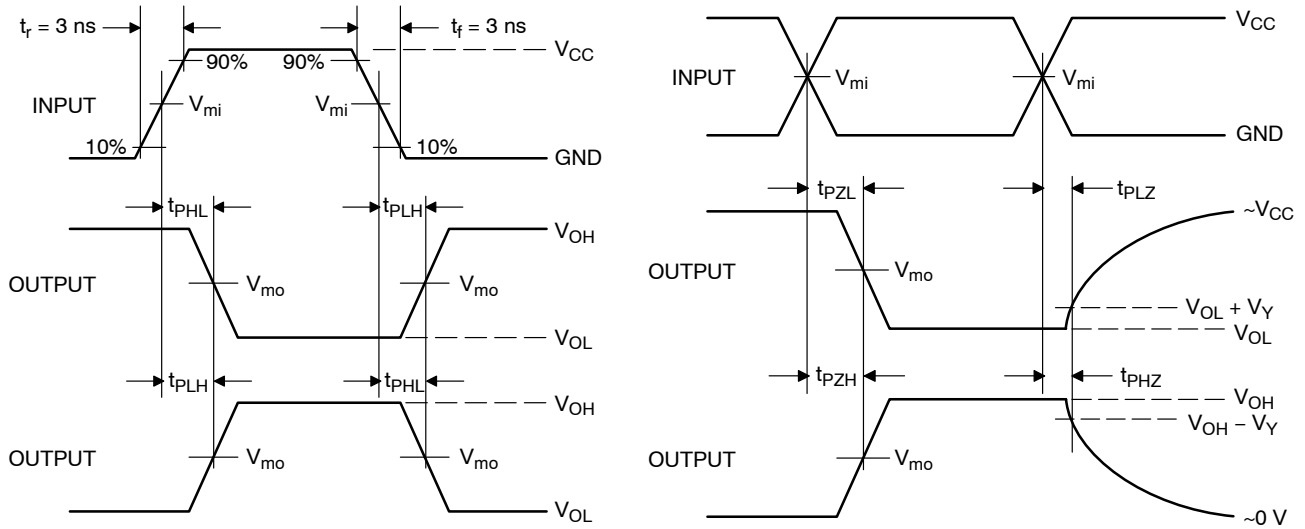 t_r = 3 ns
t_f = 3 ns
V_CC
90%
90%
INPUT
V_mi
V_mi
10%
10%
GND
t_PHL
t_PLH
V_OH
OUTPUT
V_mo
V_mo
V_OL
t_PLH
t_PHL
V_OH
OUTPUT
V_mo
V_mo
V_OL
V_CC
INPUT
V_mi
V_mi
GND
t_PZL
t_PLZ
~V_CC
OUTPUT
V_mo
V_OL + V_Y
V_OL
t_PZH
t_PHZ
V_OH
V_OH − V_Y
OUTPUT
V_mo
~0 V